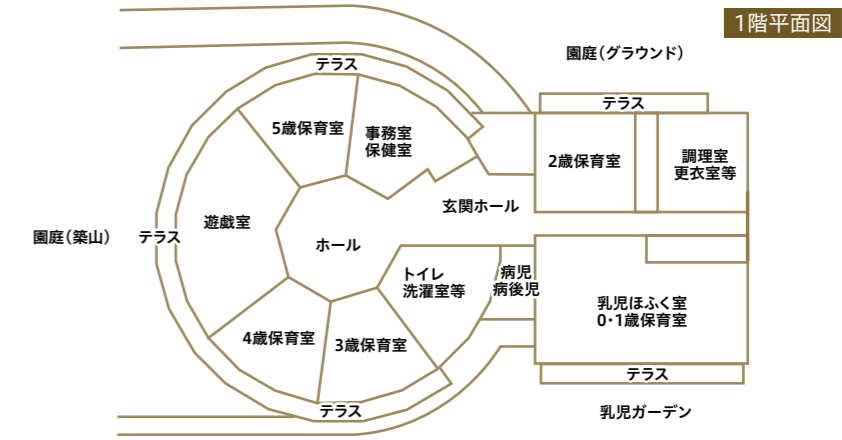 1階平面図
園庭（グラウンド）
テラス
テラス
5歳保育室
事務室
保健室
2歳保育室
調理室
更衣室等
玄関ホール
遊戯室
園庭（築山）
テラス
ホール
トイレ
洗濯室等
病児
病後児
乳児ほふく室
0・1歳保育室
4歳保育室
3歳保育室
テラス
テラス
乳児ガーデン